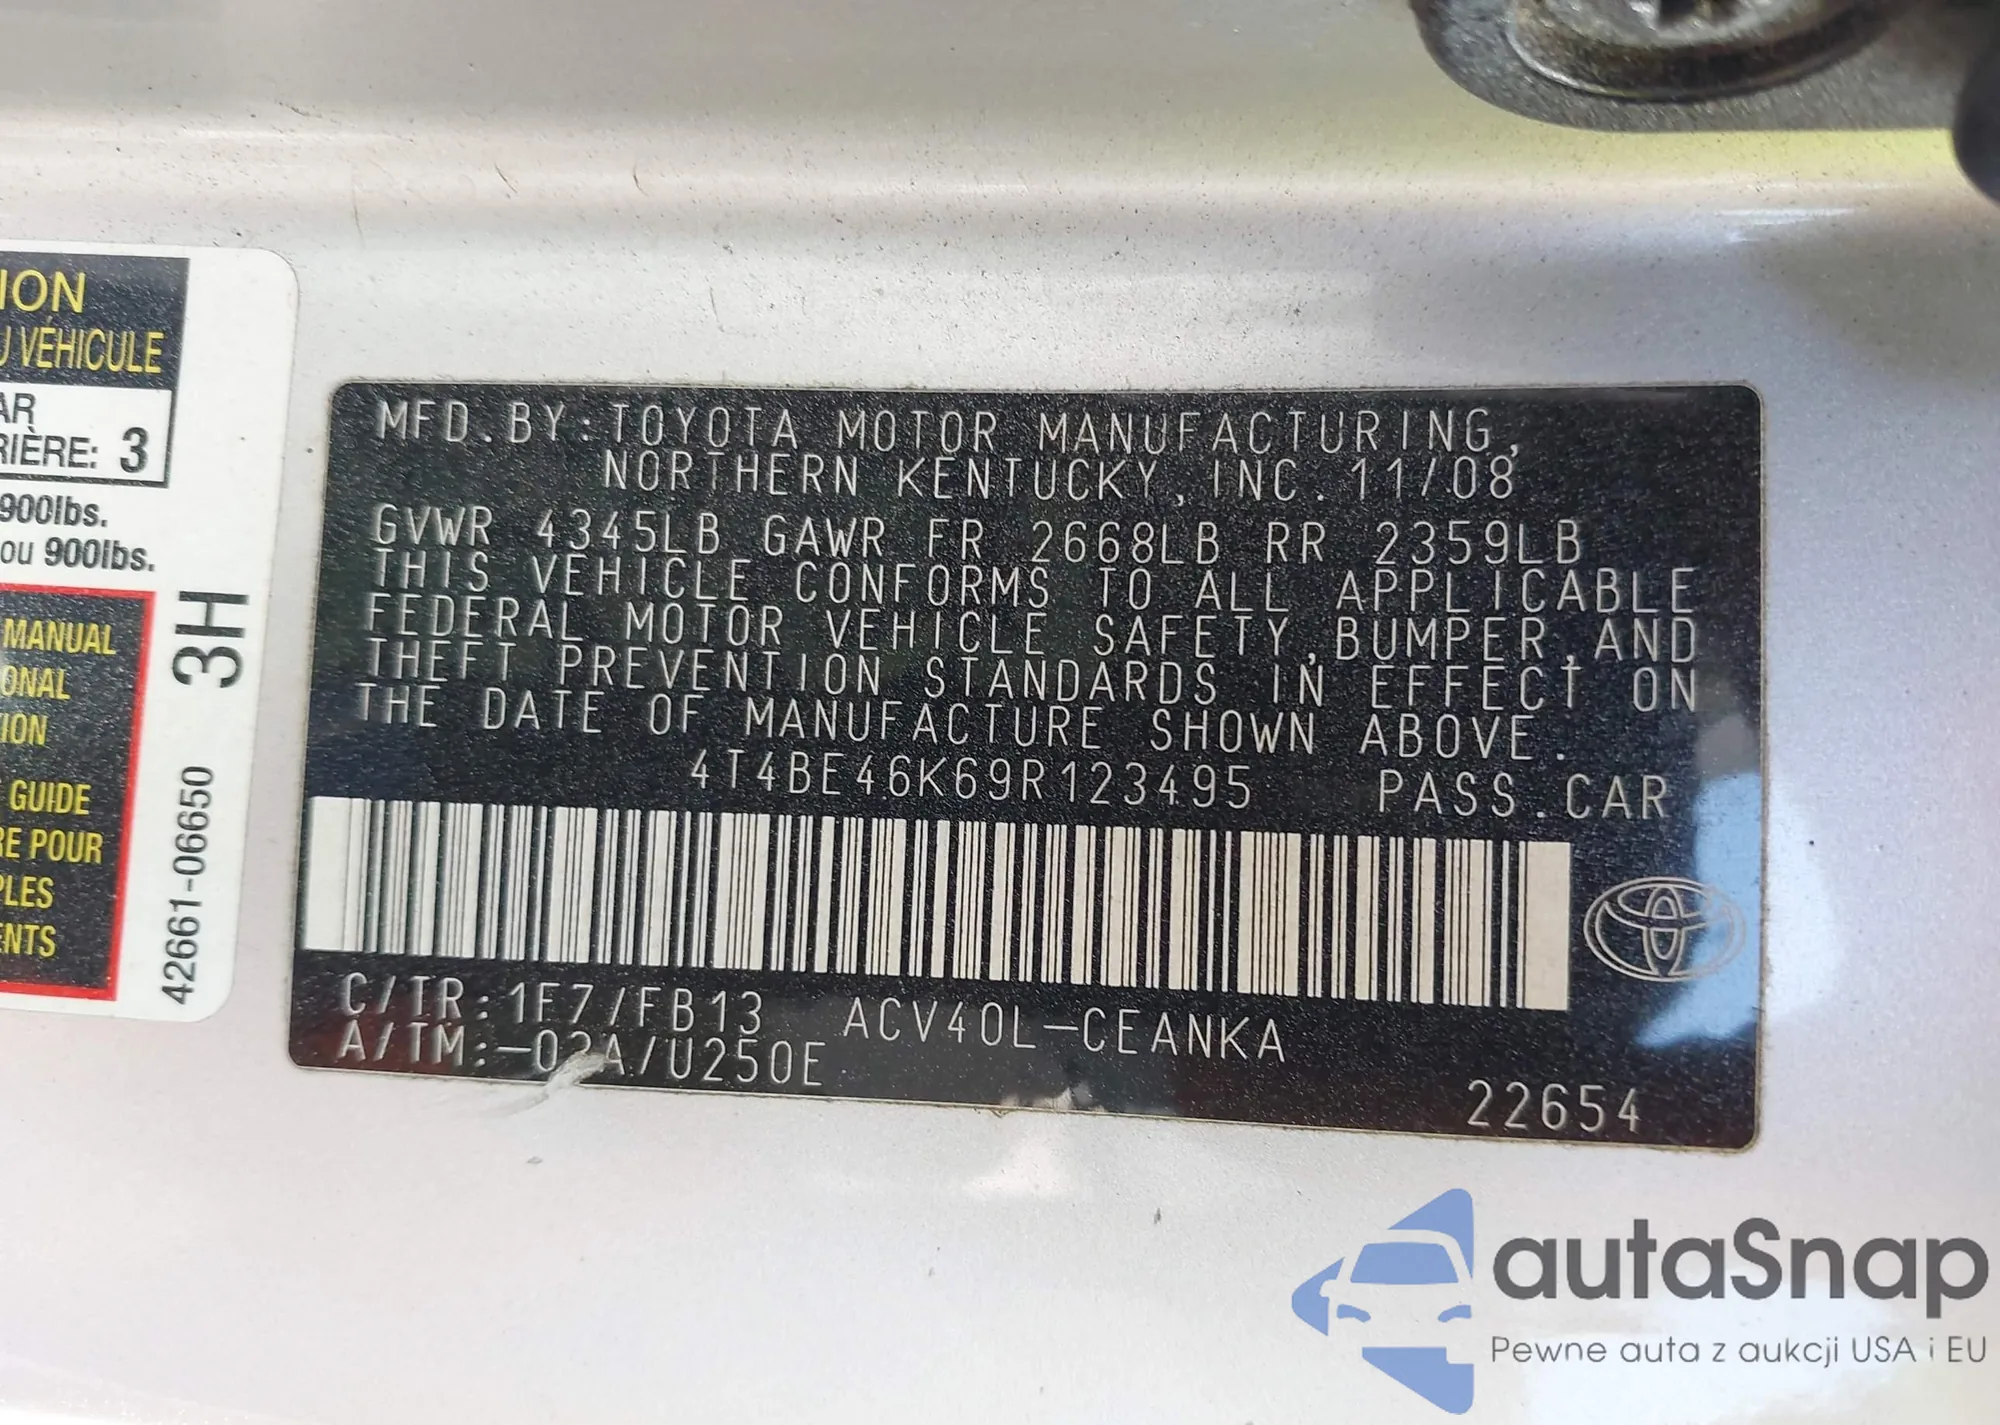 ION
U VÉHICULE
AR
RIÈRE: 3
900lbs.
ou 900lbs.
MANUAL
ONAL
ION
GUIDE
RE POUR
PLES
ENTS
3H
42661-06650
MFD.BY:TOYOTA MOTOR MANUFACTURING,
NORTHERN KENTUCKY, INC. 11/08
GVWR 4345LB GAWR FR 2668LB RR 2359LB
THIS VEHICLE CONFORMS TO ALL APPLICABLE
FEDERAL MOTOR VEHICLE SAFETY,BUMPER,AND
THEFT PREVENTION STANDARDS IN EFFECT ON
THE DATE OF MANUFACTURE SHOWN ABOVE.
4T4BE46K69R123495 PASS.CAR
C/TR:1F7/FB13 ACV40L-CEANKA
A/TM:-02A/U250E
22654
autaSnap
Pewne auta z aukcji USA i EU